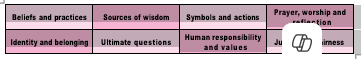 Beliefs and practices
Sources of wisdom
Symbols and actions
Prayer, worship and
reflection
Identity and belonging
Ultimate questions
Human responsibility
and values